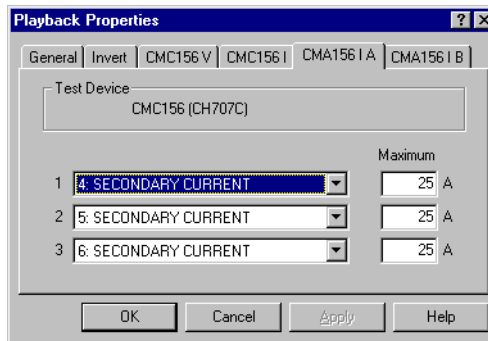 Playback Properties
General Invert CMC156 V CMC156 I CMA156 I A CMA156 I B
Test Device
CMC156 (CH707C)
Maximum
1 4: SECONDARY CURRENT 25 A
2 5: SECONDARY CURRENT 25 A
3 6: SECONDARY CURRENT 25 A
OK Cancel Apply Help